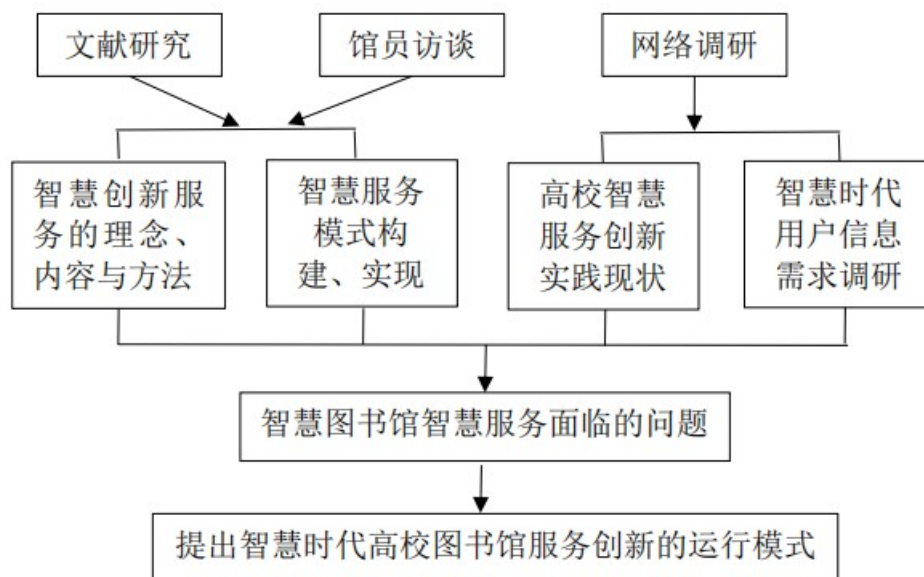 文献研究
馆员访谈
网络调研
智慧创新服
务的理念、
内容与方法
智慧服务
模式构
建、实现
高校智慧
服务创新
实践现状
智慧时代
用户信息
需求调研
智慧图书馆智慧服务面临的问题
提出智慧时代高校图书馆服务创新的运行模式